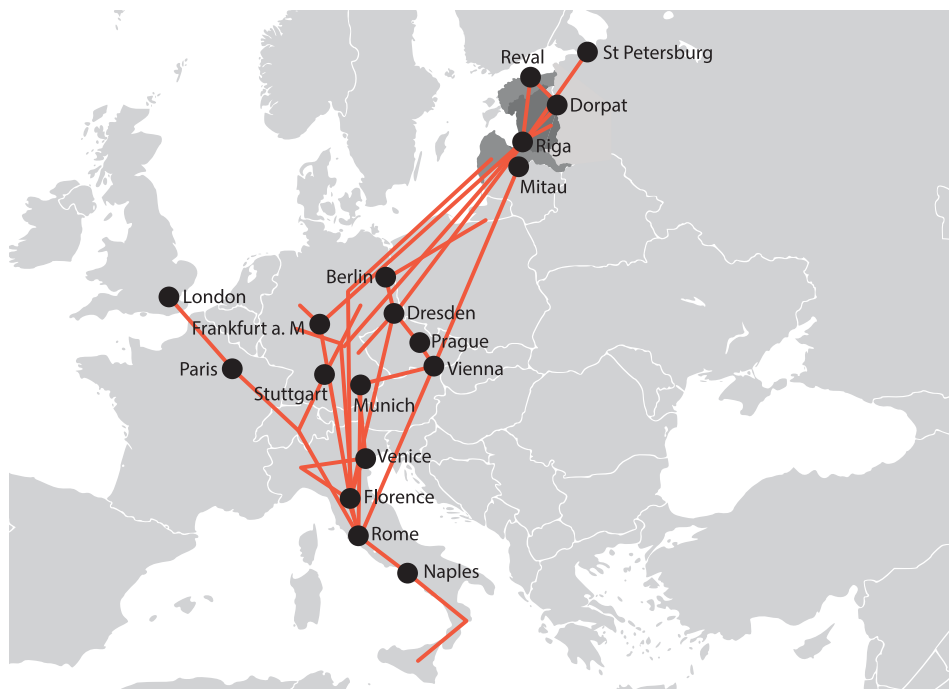 Reval
St Petersburg
Dorpat
Riga
Mitau
Berlin
London
Dresden
Frankfurt a. M
Prague
Paris
Vienna
Stuttgart
Munich
Venice
Florence
Rome
Naples